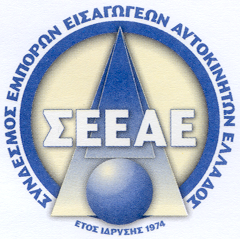 ΣΥΝΔΕΣΜΟΣ ΕΜΠΟΡΩΝ ΕΙΣΑΓΩΓΕΩΝ ΑΥΤΟΚΙΝΗΤΩΝ ΕΛΛΑΔΟΣ
ΣΕΕΑΕ
ΕΤΟΣ ΙΔΡΥΣΗΣ 1974